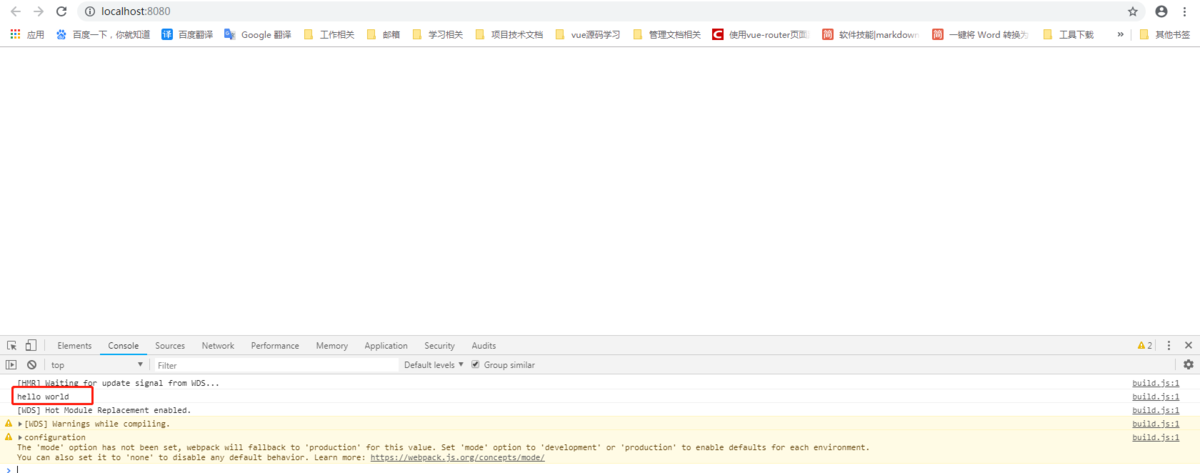 localhost:8080
应用 百度一下，你就知道 译 百度翻译 Google 翻译 工作相关 邮箱 学习相关 项目技术文档 vue源码学习 管理文档相关 C 使用vue-router页面 简 软件技能|markdown 简 一键将 Word 转换为 工具下载 » 其他书签
Elements Console Sources Network Performance Memory Application Security Audits 2
top Filter Default levels Group similar
[HMR] Waiting for update signal from WDS... build.js:1
hello world build.js:1
[WDS] Hot Module Replacement enabled. build.js:1
[WDS] Warnings while compiling. build.js:1
configuration build.js:1
The 'mode' option has not been set, webpack will fallback to 'production' for this value. Set 'mode' option to 'development' or 'production' to enable defaults for each environment.
You can also set it to 'none' to disable any default behavior. Learn more: https://webpack.js.org/concepts/mode/